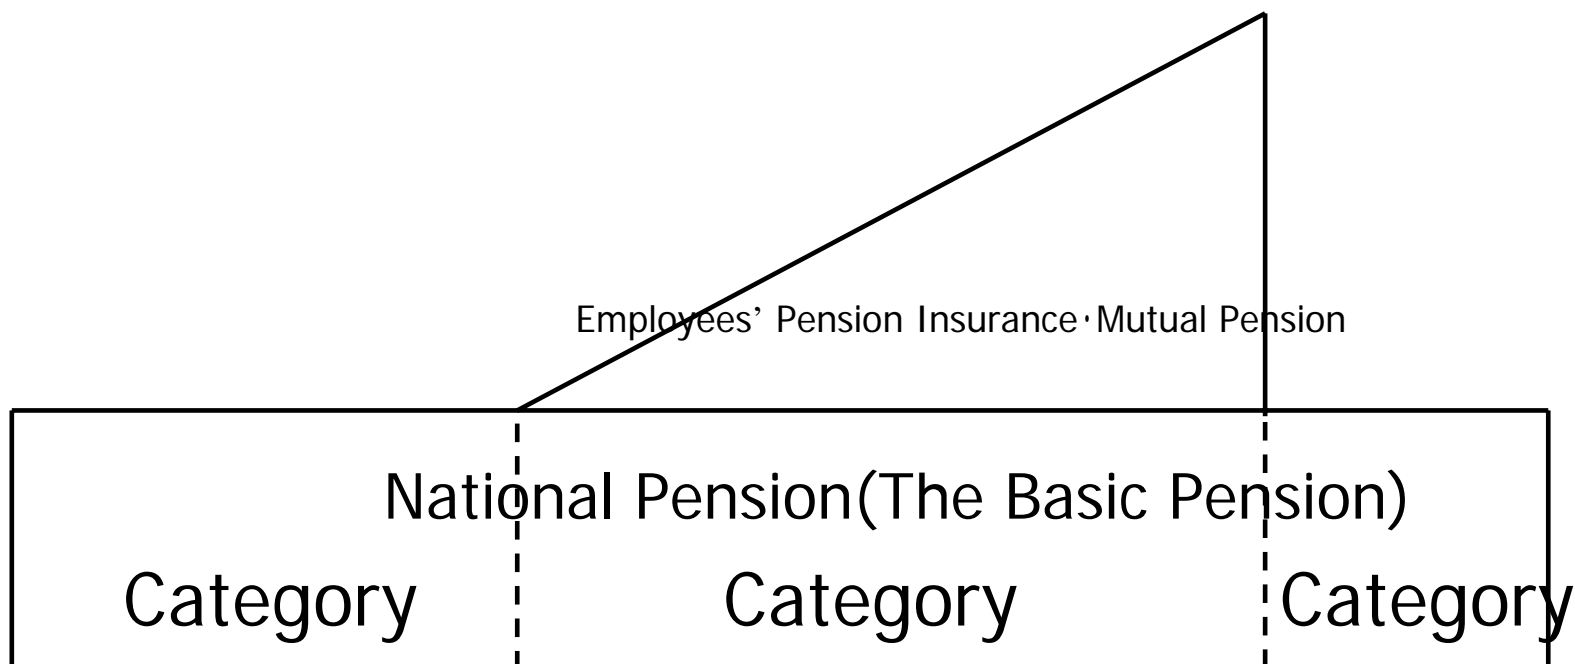 Employees’ Pension Insurance･Mutual Pension
National Pension(The Basic Pension)
Category Category Category